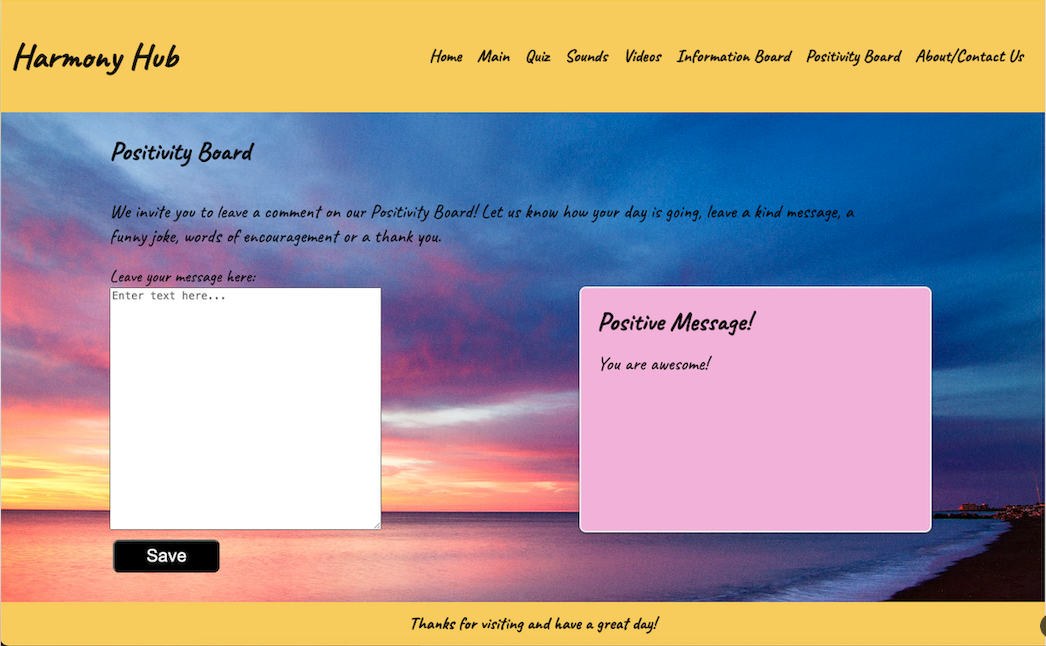 Harmony Hub
Home Main Quiz Sounds Videos Information Board Positivity Board About/Contact Us
Positivity Board
We invite you to leave a comment on our Positivity Board! Let us know how your day is going, leave a kind message, a
funny joke, words of encouragement or a thank you.
Leave your message here:
Enter text here...
Save
Positive Message!
You are awesome!
Thanks for visiting and have a great day!